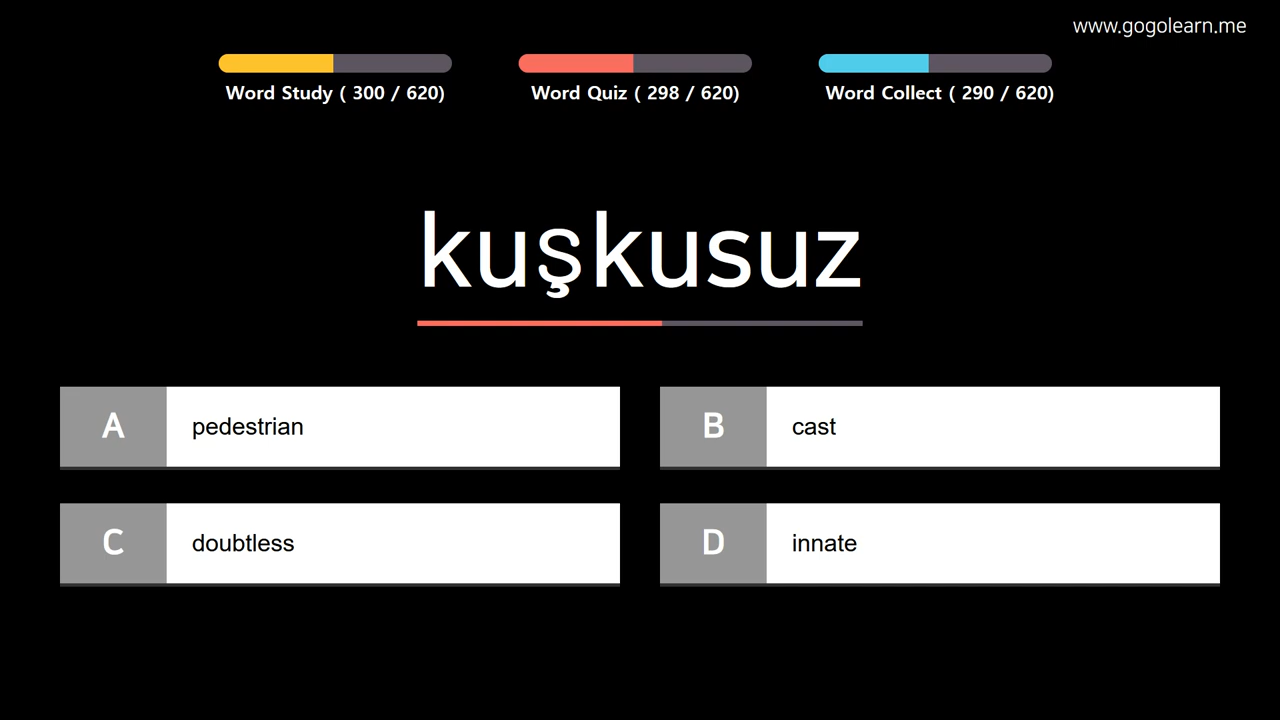 www.gogolearn.me
Word Study ( 300 / 620)
Word Quiz ( 298 / 620)
Word Collect ( 290 / 620)
kuşkusuz
A pedestrian
B cast
C doubtless
D innate